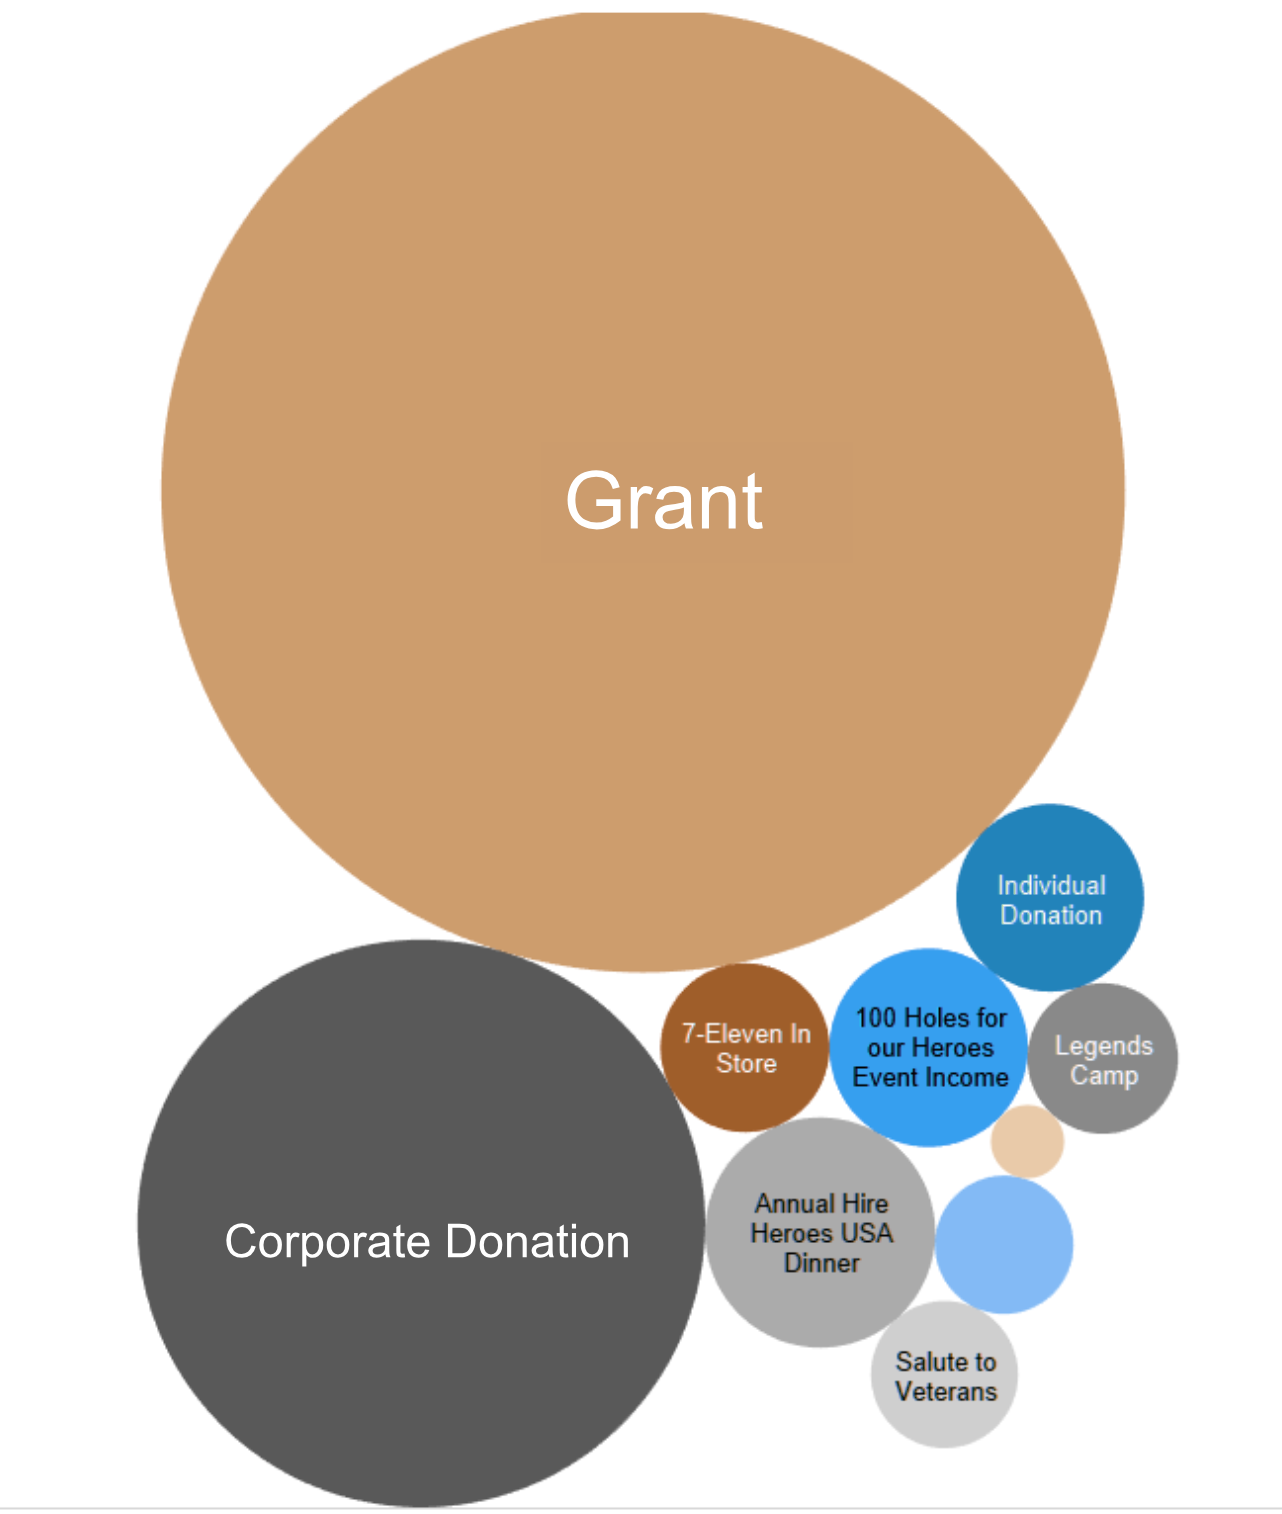 Grant
Individual
Donation
7-Eleven In
Store
100 Holes for
our Heroes
Event Income
Legends
Camp
Annual Hire
Heroes USA
Dinner
Corporate Donation
Salute to
Veterans